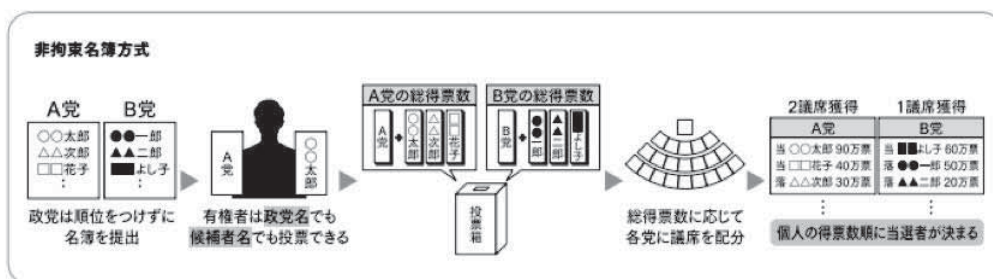 非拘束名簿方式
A党
○○太郎
△△次郎
□□花子
⋮
B党
●●一郎
▲▲二郎
■■よし子
⋮
政党は順位をつけずに
名簿を提出
A党
○○太郎
有権者は政党名でも
候補者名でも投票できる
A党の総得票数
A党
+
○○太郎
△△次郎
□□花子
B党の総得票数
B党
+
●●一郎
▲▲二郎
■■よし子
投票箱
総得票数に応じて
各党に議席を配分
2議席獲得
A党
当 ○○太郎 90万票
当 □□花子 40万票
落 △△次郎 30万票
⋮
1議席獲得
B党
当 ■■よし子 60万票
落 ●●一郎 50万票
落 ▲▲二郎 20万票
⋮
個人の得票数順に当選者が決まる